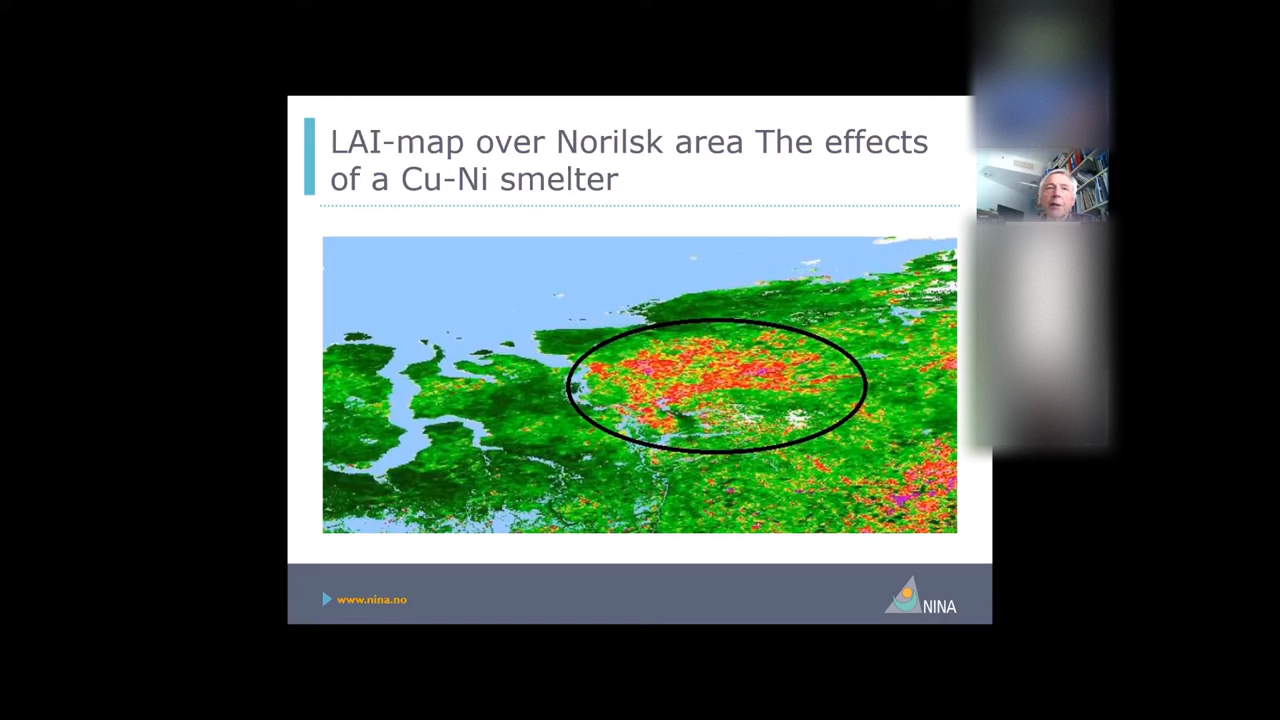 LAI-map over Norilsk area The effects
of a Cu-Ni smelter
www.nina.no
NINA